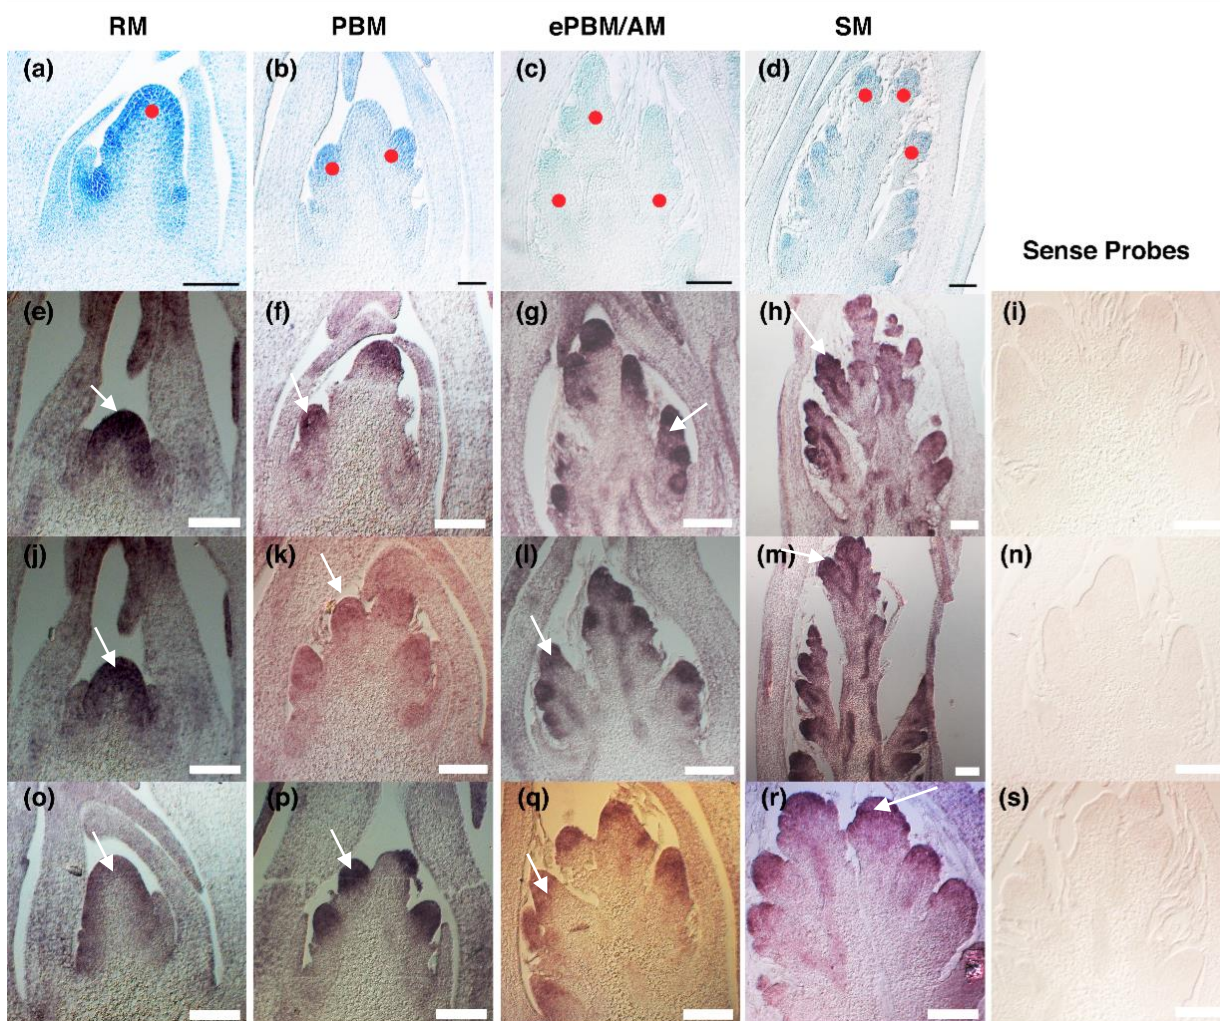 RM PBM ePBM/AM SM
(a) (b) (c) (d)
Sense Probes
(e) (f) (g) (h) (i)
(j) (k) (l) (m) (n)
(o) (p) (q) (r) (s)